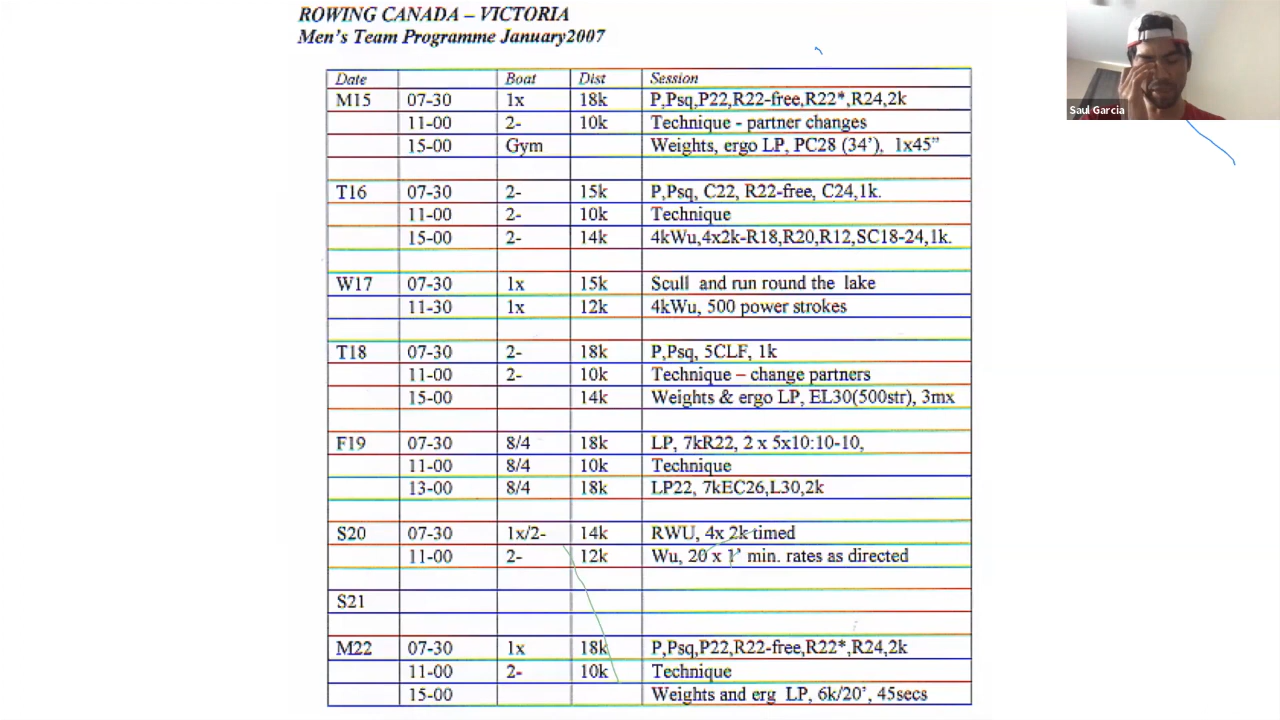 ROWING CANADA – VICTORIA
Men's Team Programme January2007
Date Boat Dist Session
M15 07-30 1x 18k P,Psq,P22,R22-free,R22*,R24,2k
11-00 2- 10k Technique - partner changes
15-00 Gym Weights, ergo LP, PC28 (34'), 1x45"
T16 07-30 2- 15k P,Psq, C22, R22-free, C24,1k.
11-00 2- 10k Technique
15-00 2- 14k 4kWu,4x2k-R18,R20,R12,SC18-24,1k.
W17 07-30 1x 15k Scull and run round the lake
11-30 1x 12k 4kWu, 500 power strokes
T18 07-30 2- 18k P,Psq, 5CLF, 1k
11-00 2- 10k Technique – change partners
15-00 14k Weights & ergo LP, EL30(500str), 3mx
F19 07-30 8/4 18k LP, 7kR22, 2 x 5x10:10-10,
11-00 8/4 10k Technique
13-00 8/4 18k LP22, 7kEC26,L30,2k
S20 07-30 1x/2- 14k RWU, 4x 2k timed
11-00 2- 12k Wu, 20 x 1' min. rates as directed
S21
M22 07-30 1x 18k P,Psq,P22,R22-free,R22*,R24,2k
11-00 2- 10k Technique
15-00 Weights and erg LP, 6k/20', 45secs
Saul Garcia